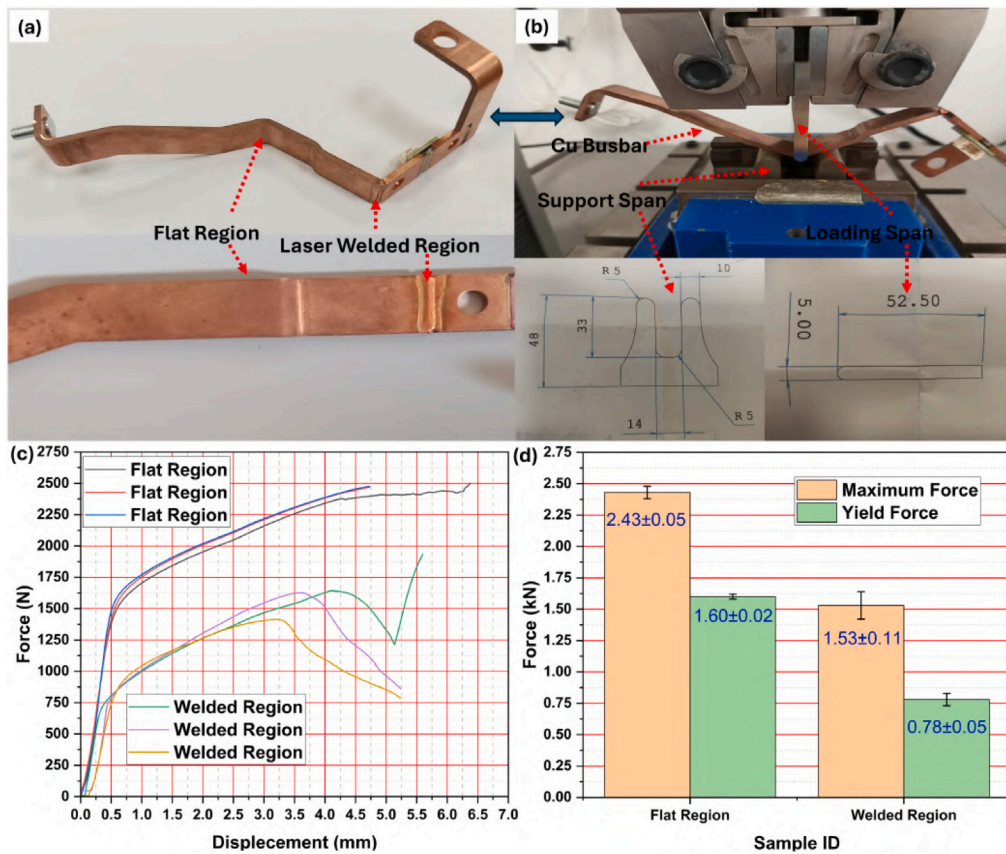 (a)
Flat Region
Laser Welded Region
(b)
Cu Busbar
Support Span
Loading Span
R 5
10
48
33
14
R 5
5.00
52.50
(c)
2750
2500
2250
2000
1750
1500
1250
1000
750
500
250
0
Force (N)
Flat Region
Flat Region
Flat Region
Welded Region
Welded Region
Welded Region
0.0 0.5 1.0 1.5 2.0 2.5 3.0 3.5 4.0 4.5 5.0 5.5 6.0 6.5 7.0
Displecement (mm)
(d)
2.75
2.50
2.25
2.00
1.75
1.50
1.25
1.00
0.75
0.50
0.25
0.00
Force (kN)
Maximum Force
Yield Force
2.43±0.05
1.60±0.02
1.53±0.11
0.78±0.05
Flat Region Welded Region
Sample ID